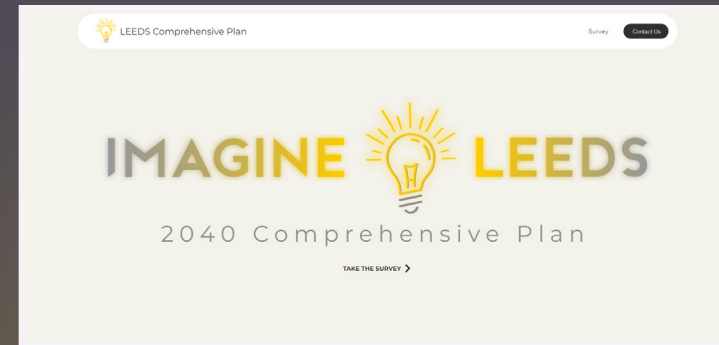 LEEDS Comprehensive Plan
Survey
Contact Us
IMAGINE LEEDS
2040 Comprehensive Plan
TAKE THE SURVEY